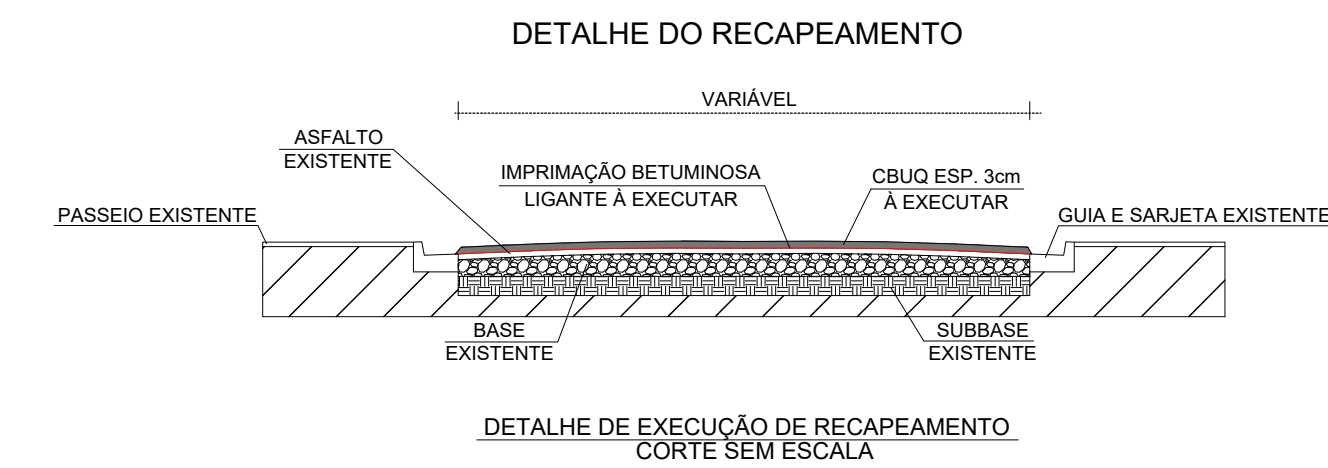 DETALHE DO RECAPEAMENTO
VARIÁVEL
ASFALTO
EXISTENTE
IMPRIMAÇÃO BETUMINOSA
LIGANTE À EXECUTAR
CBUQ ESP. 3cm
À EXECUTAR
PASSEIO EXISTENTE
GUIA E SARJETA EXISTENTE
BASE
EXISTENTE
SUBBASE
EXISTENTE
DETALHE DE EXECUÇÃO DE RECAPEAMENTO
CORTE SEM ESCALA